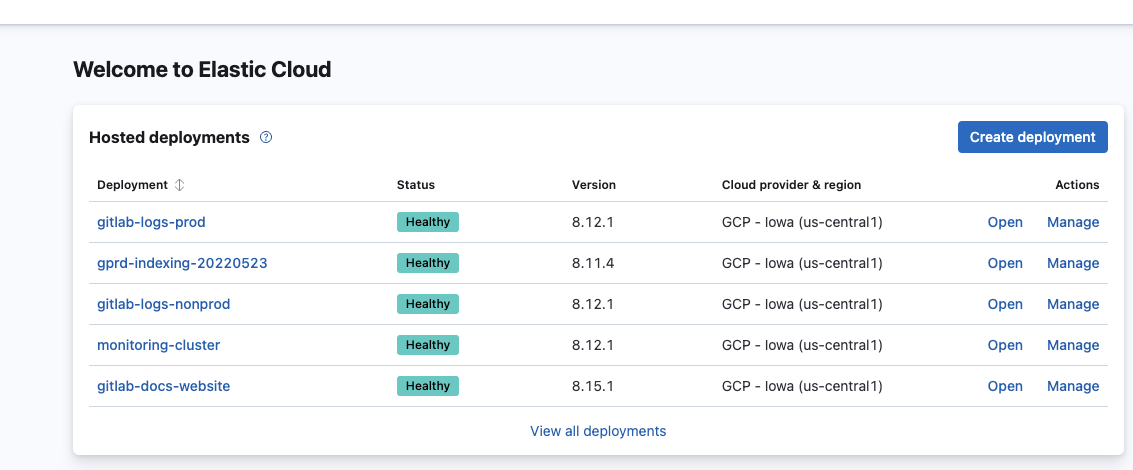 Welcome to Elastic Cloud
Hosted deployments ?
Create deployment
Deployment Status Version Cloud provider & region Actions
gitlab-logs-prod Healthy 8.12.1 GCP - Iowa (us-central1) Open Manage
gprd-indexing-20220523 Healthy 8.11.4 GCP - Iowa (us-central1) Open Manage
gitlab-logs-nonprod Healthy 8.12.1 GCP - Iowa (us-central1) Open Manage
monitoring-cluster Healthy 8.12.1 GCP - Iowa (us-central1) Open Manage
gitlab-docs-website Healthy 8.15.1 GCP - Iowa (us-central1) Open Manage
View all deployments